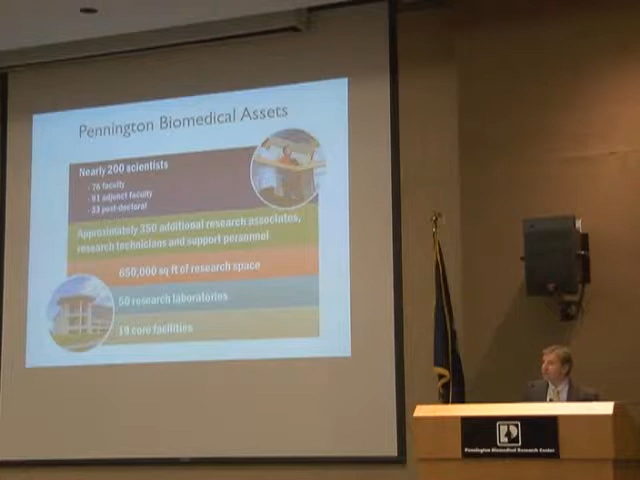 Pennington Biomedical Assets
Nearly 200 scientists
- 76 faculty
- 91 adjunct faculty
- 33 post-doctoral
Approximately 350 additional research associates,
research technicians and support personnel
650,000 sq ft of research space
50 research laboratories
19 core facilities
Pennington Biomedical Research Center